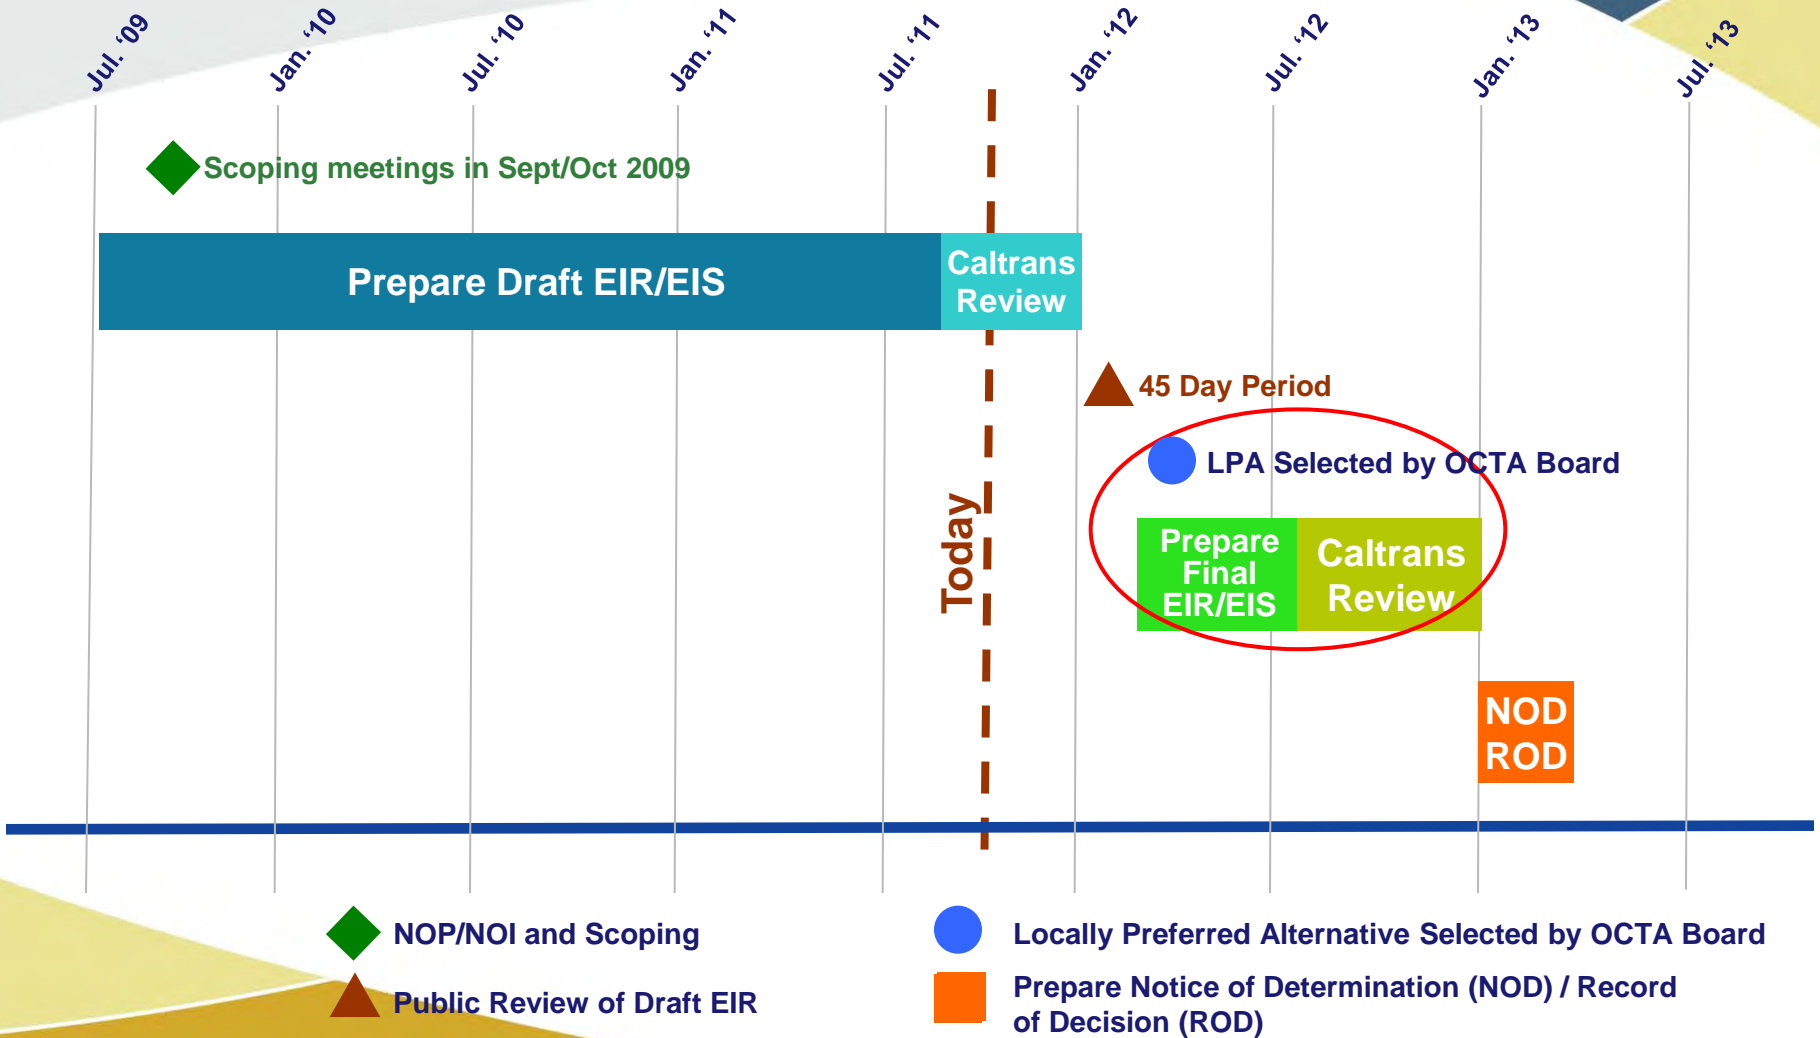 Jul. ‘09
Jan. ‘10
Jul. ‘10
Jan. ‘11
Jul. ‘11
Jan. ‘12
Jul. ‘12
Jan. ‘13
Jul. ‘13
Scoping meetings in Sept/Oct 2009
Prepare Draft EIR/EIS
Caltrans
Review
45 Day Period
LPA Selected by OCTA Board
Today
Prepare
Final
EIR/EIS
Caltrans
Review
NOD
ROD
NOP/NOI and Scoping
Public Review of Draft EIR
Locally Preferred Alternative Selected by OCTA Board
Prepare Notice of Determination (NOD) / Record
of Decision (ROD)